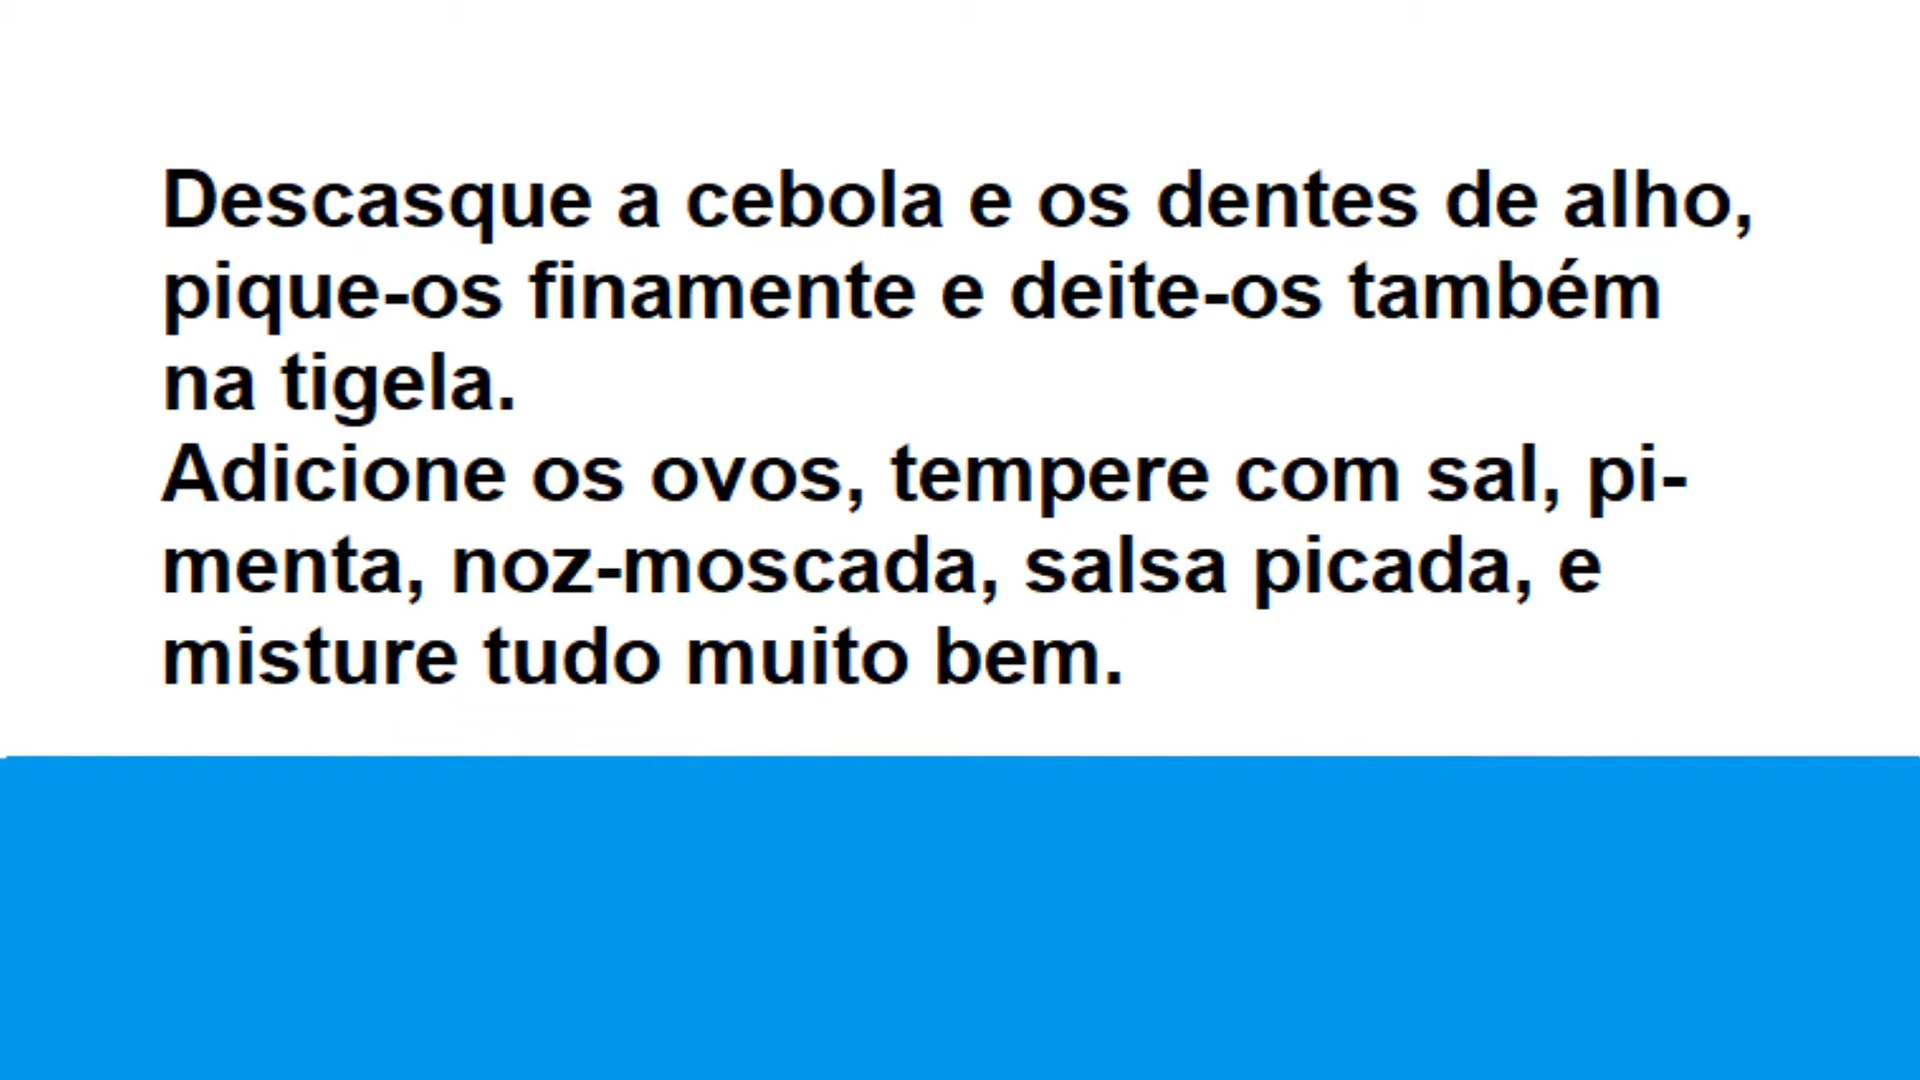 Descasque a cebola e os dentes de alho,
pique-os finamente e deite-os também
na tigela.
Adicione os ovos, tempere com sal, pi-
menta, noz-moscada, salsa picada, e
misture tudo muito bem.